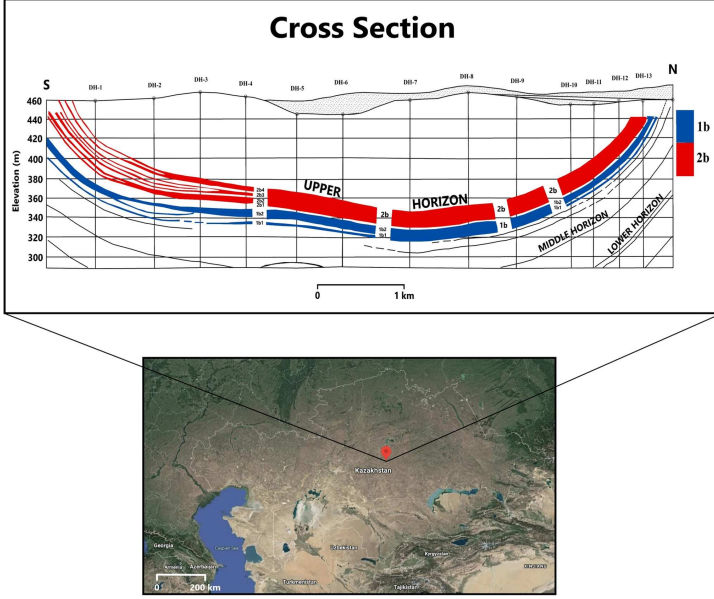 Cross Section
S
N
DH-1
DH-2
DH-3
DH-4
DH-5
DH-6
DH-7
DH-8
DH-9
DH-10
DH-11
DH-12
DH-13
Elevation (m)
460
440
420
400
380
360
340
320
300
1b
2b
UPPER HORIZON
MIDDLE HORIZON
LOWER HORIZON
2b4
2b3
2b2
2b1
1b2
1b1
2b
1b2
1b1
2b
1b
2b
1b2
1b1
0 1 km
Kazakhstan
Georgia
Armenia
Azerbaijan
Caspian Sea
Uzbekistan
Kyrgyzstan
Turkmenistan
Tajikistan
0 200 km